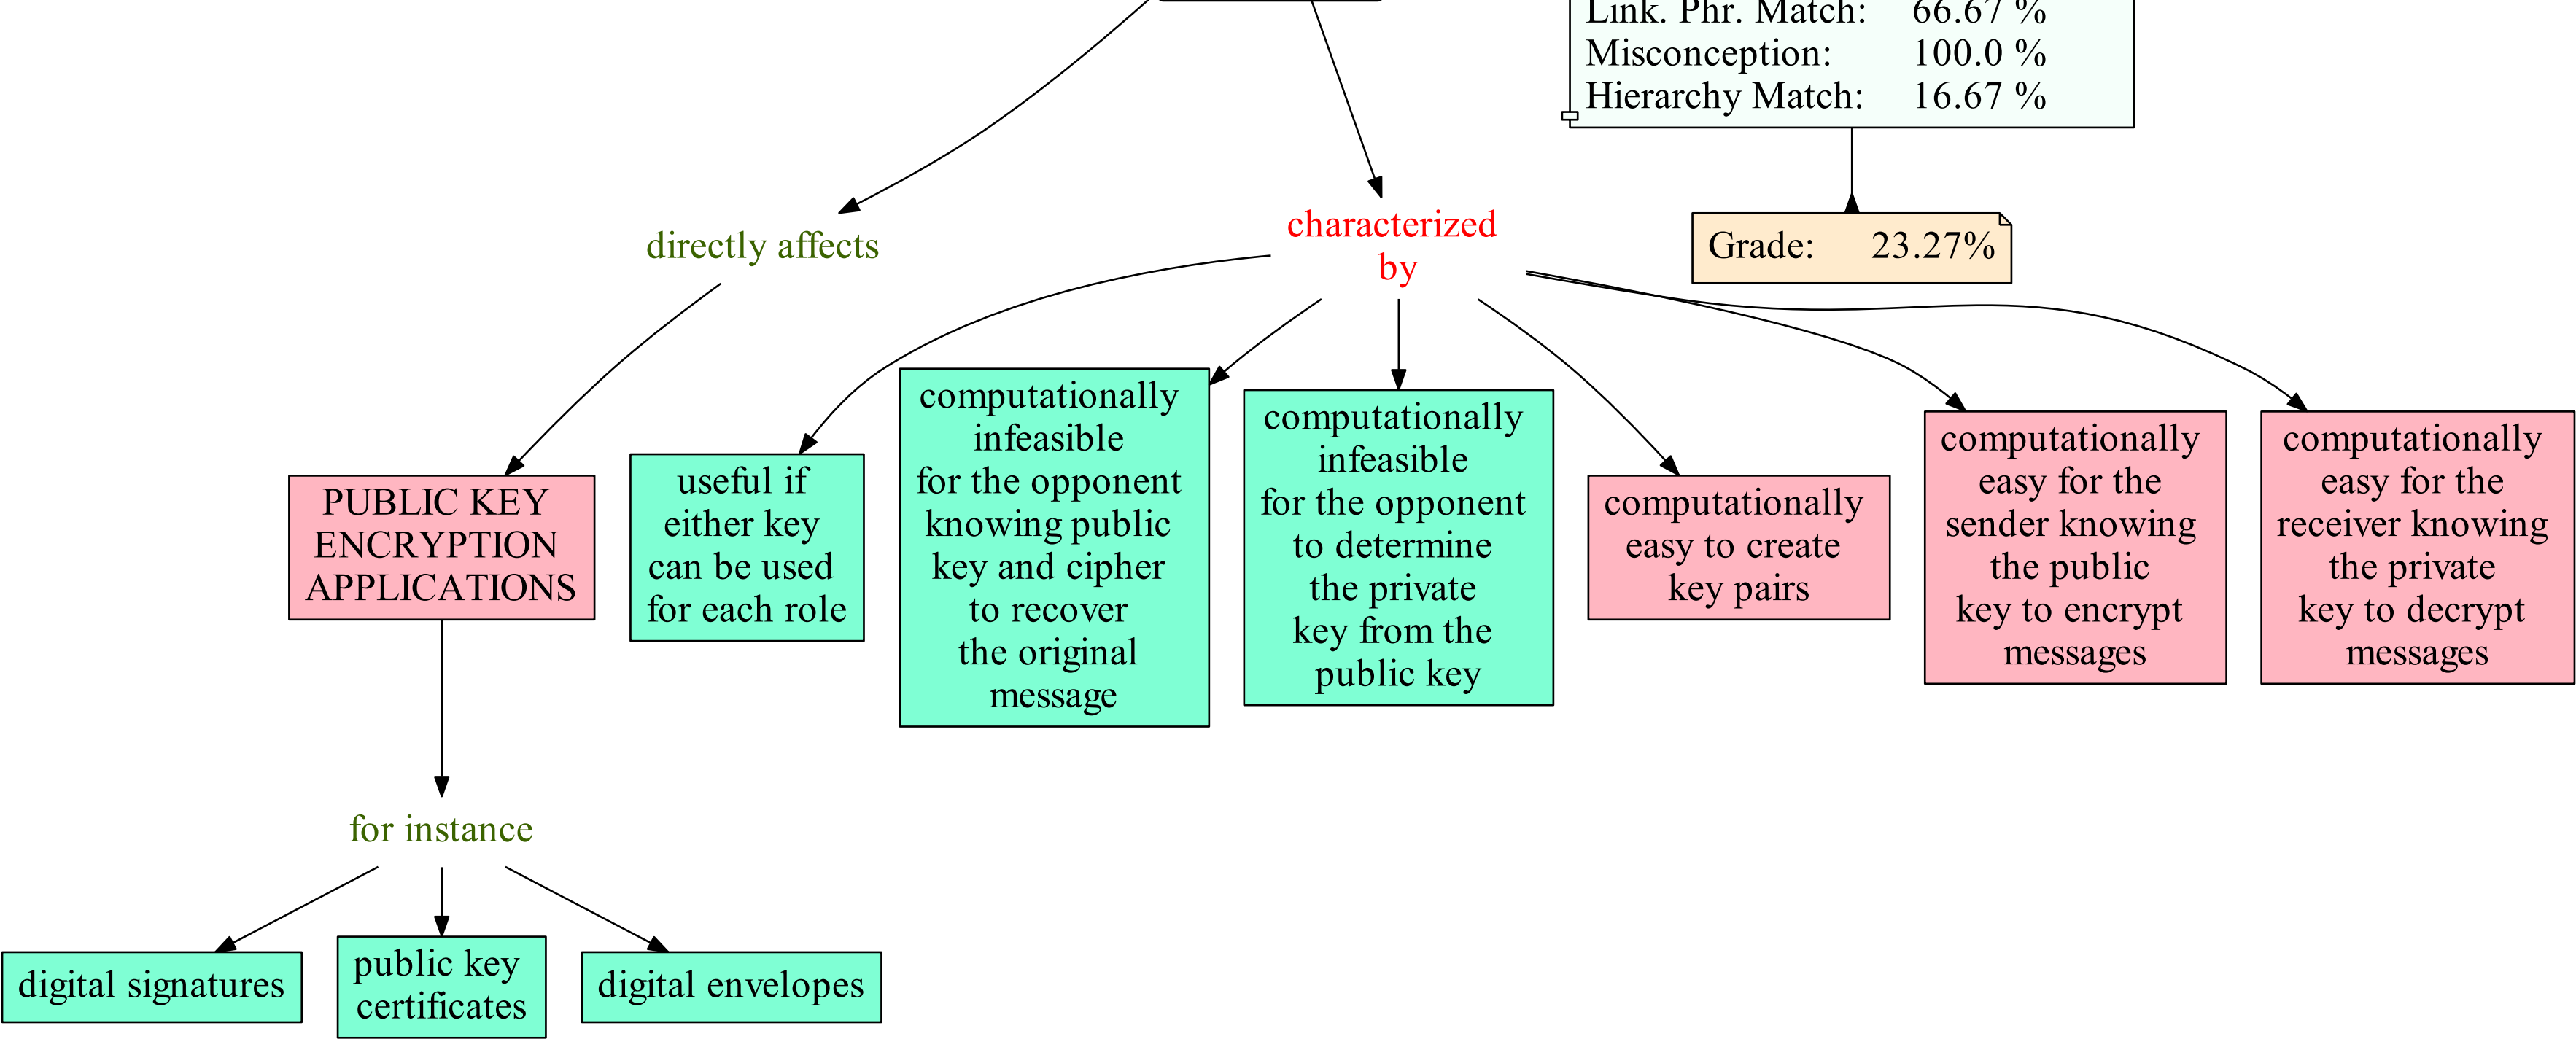 Link. Phr. Match: 66.67 %
Misconception: 100.0 %
Hierarchy Match: 16.67 %
directly affects
characterized
by
Grade: 23.27%
PUBLIC KEY
ENCRYPTION
APPLICATIONS
useful if
either key
can be used
for each role
computationally
infeasible
for the opponent
knowing public
key and cipher
to recover
the original
message
computationally
infeasible
for the opponent
to determine
the private
key from the
public key
computationally
easy to create
key pairs
computationally
easy for the
sender knowing
the public
key to encrypt
messages
computationally
easy for the
receiver knowing
the private
key to decrypt
messages
for instance
digital signatures
public key
certificates
digital envelopes